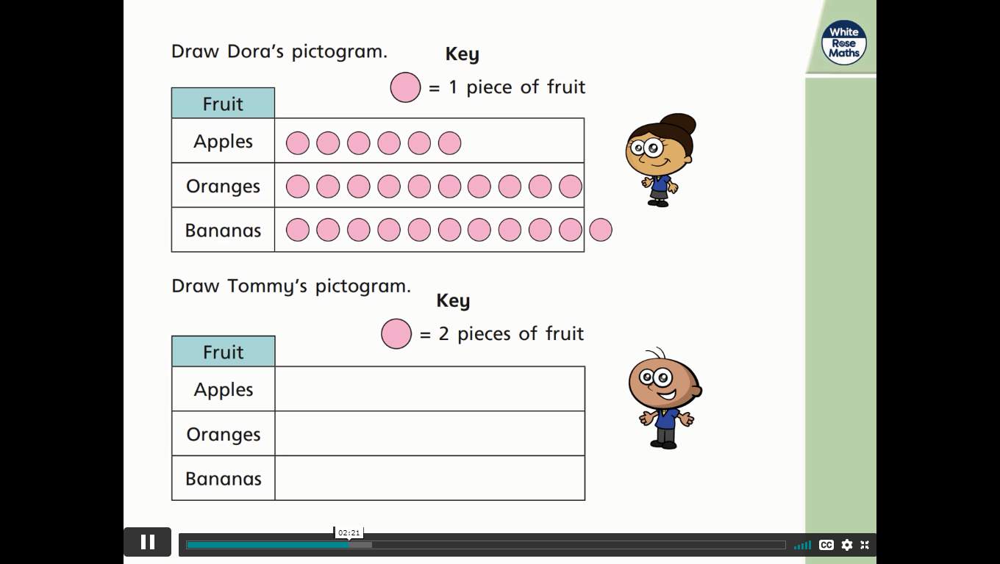 White
Rose
Maths
Draw Dora's pictogram.
Key
= 1 piece of fruit
Fruit
Apples
Oranges
Bananas
Draw Tommy's pictogram.
Key
= 2 pieces of fruit
Fruit
Apples
Oranges
Bananas
02:21
CC